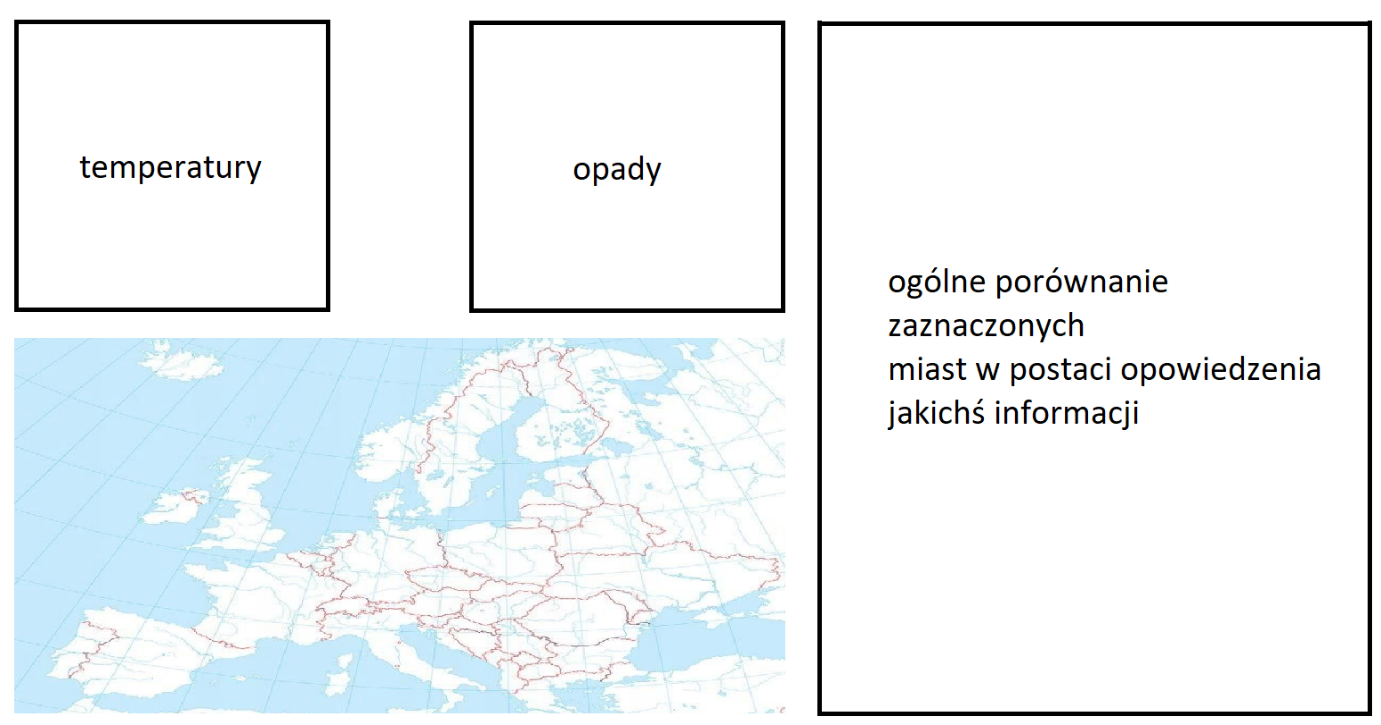 temperatury
opady
ogólne porównanie
zaznaczonych
miast w postaci opowiedzenia
jakichś informacji